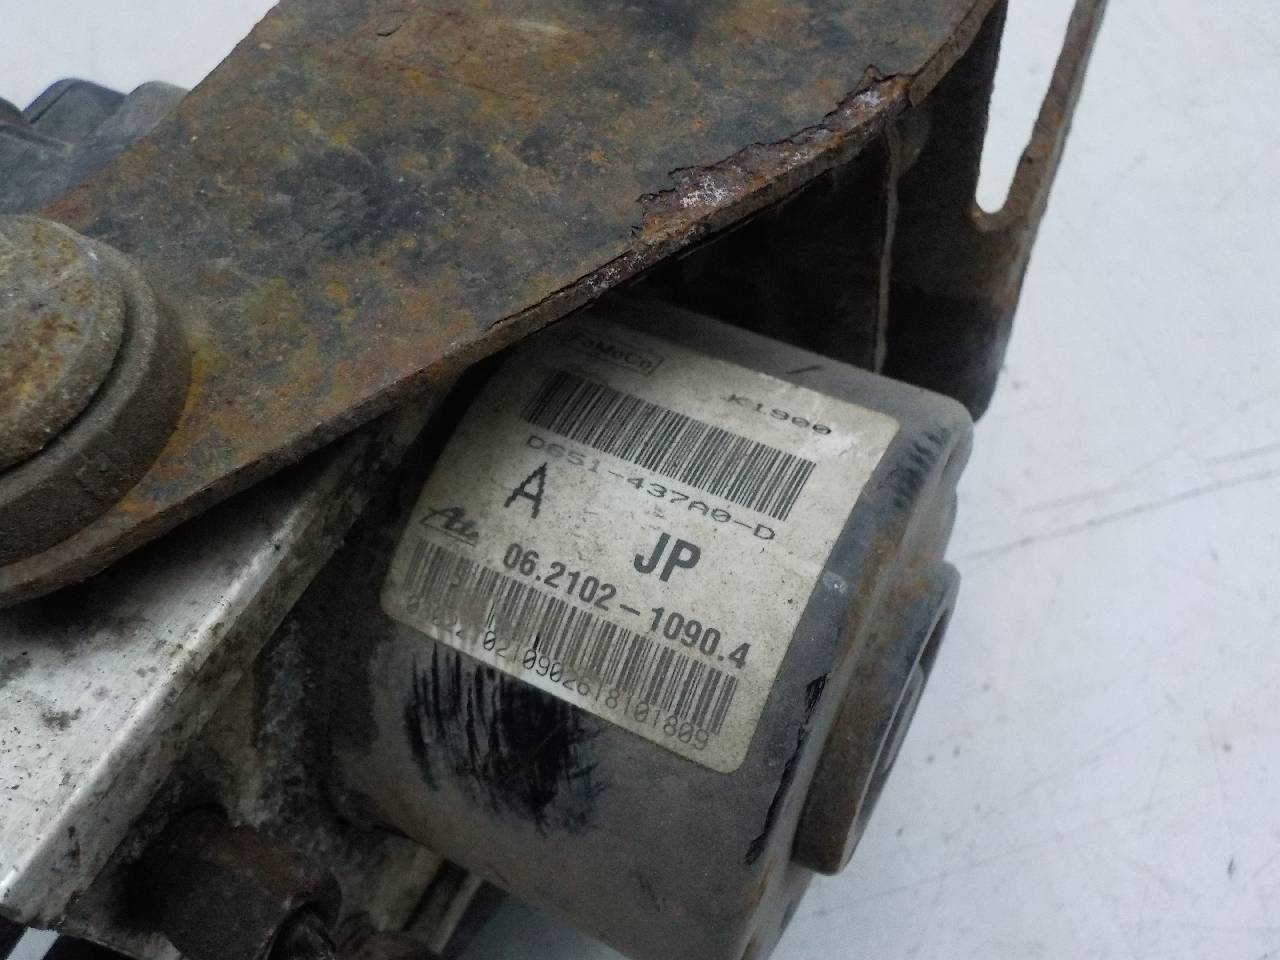 FoMoCo
K1900
D651-437A0-D
A
JP
Ate
06.2102-1090.4